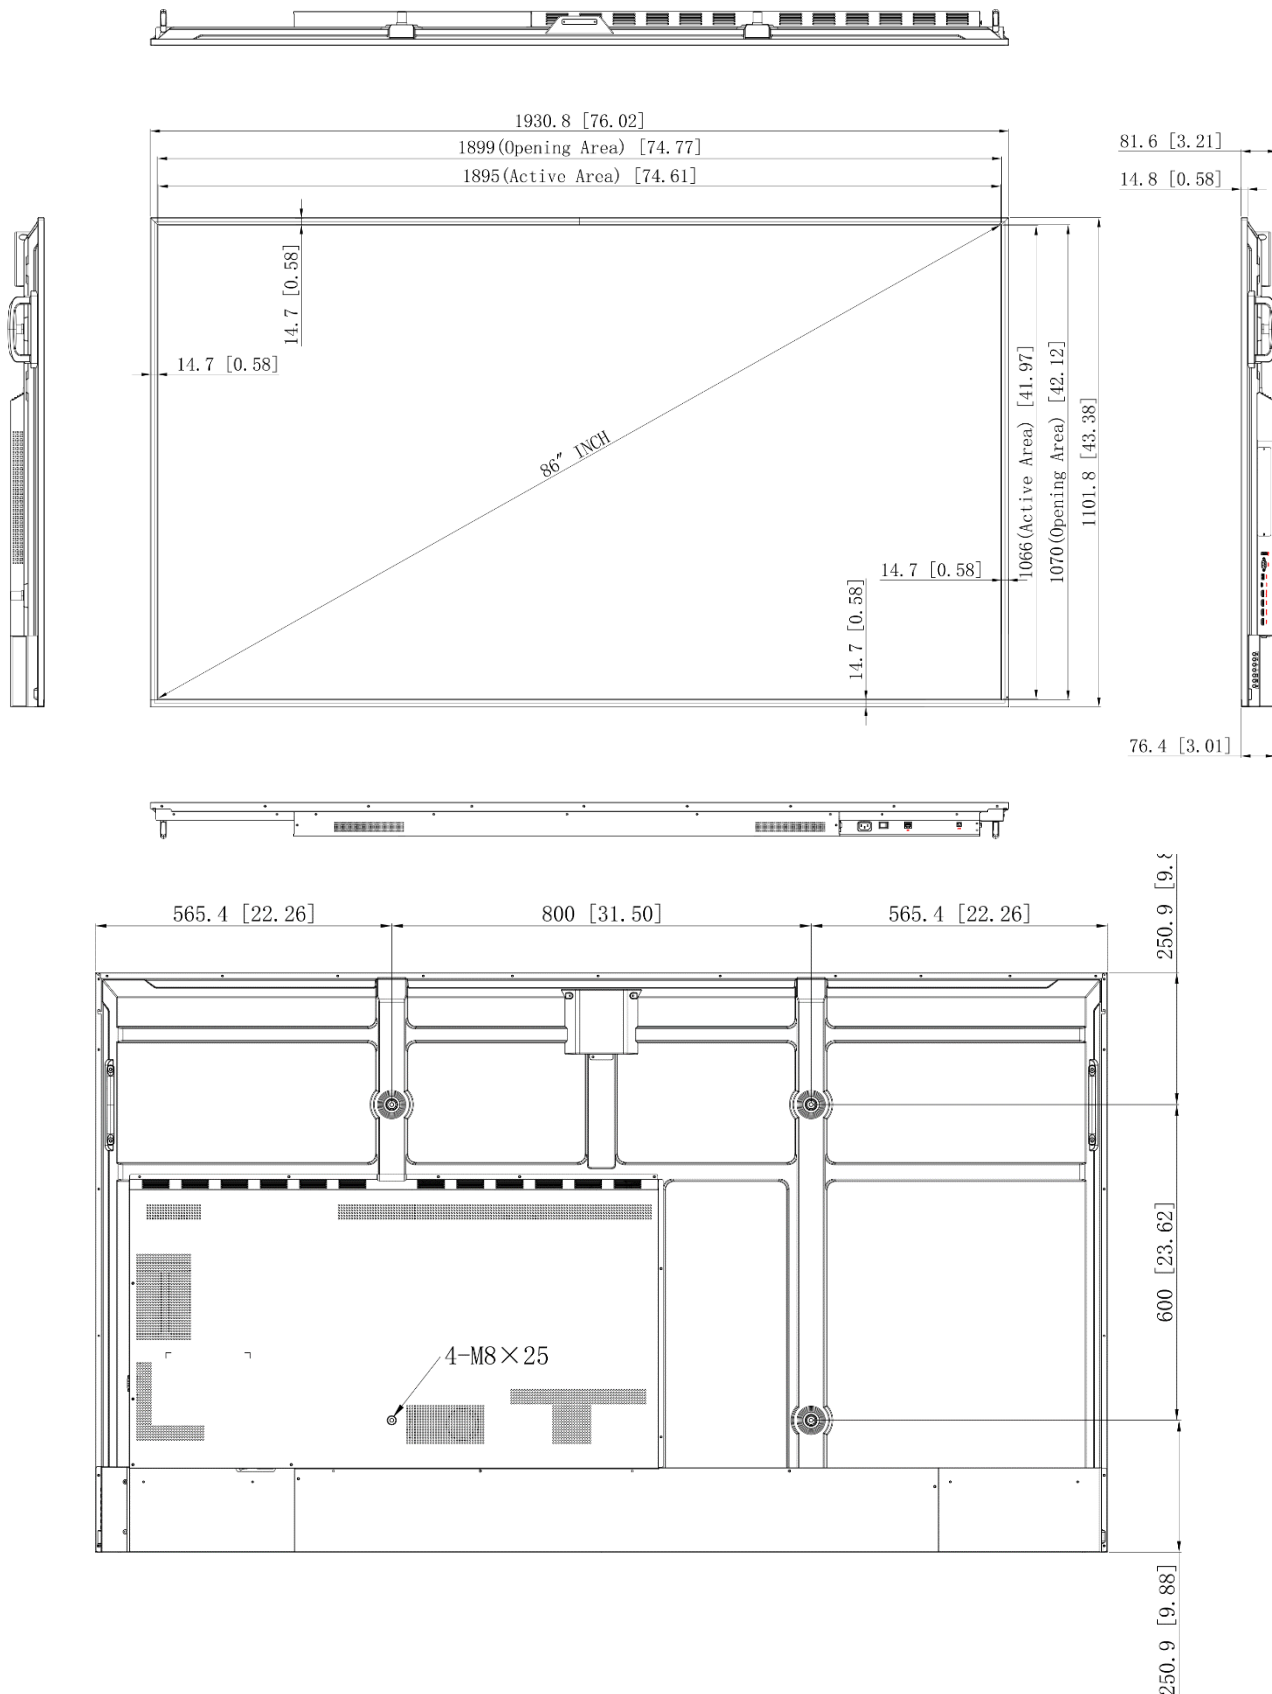 1930.8 [76.02]
1899(Opening Area) [74.77]
1895(Active Area) [74.61]
81.6 [3.21]
14.8 [0.58]
14.7 [0.58]
14.7 [0.58]
86" INCH
1066(Active Area) [41.97]
1070(Opening Area) [42.12]
1101.8 [43.38]
14.7 [0.58]
14.7 [0.58]
76.4 [3.01]
565.4 [22.26]
800 [31.50]
565.4 [22.26]
250.9 [9.8
600 [23.62]
4-M8×25
250.9 [9.88]